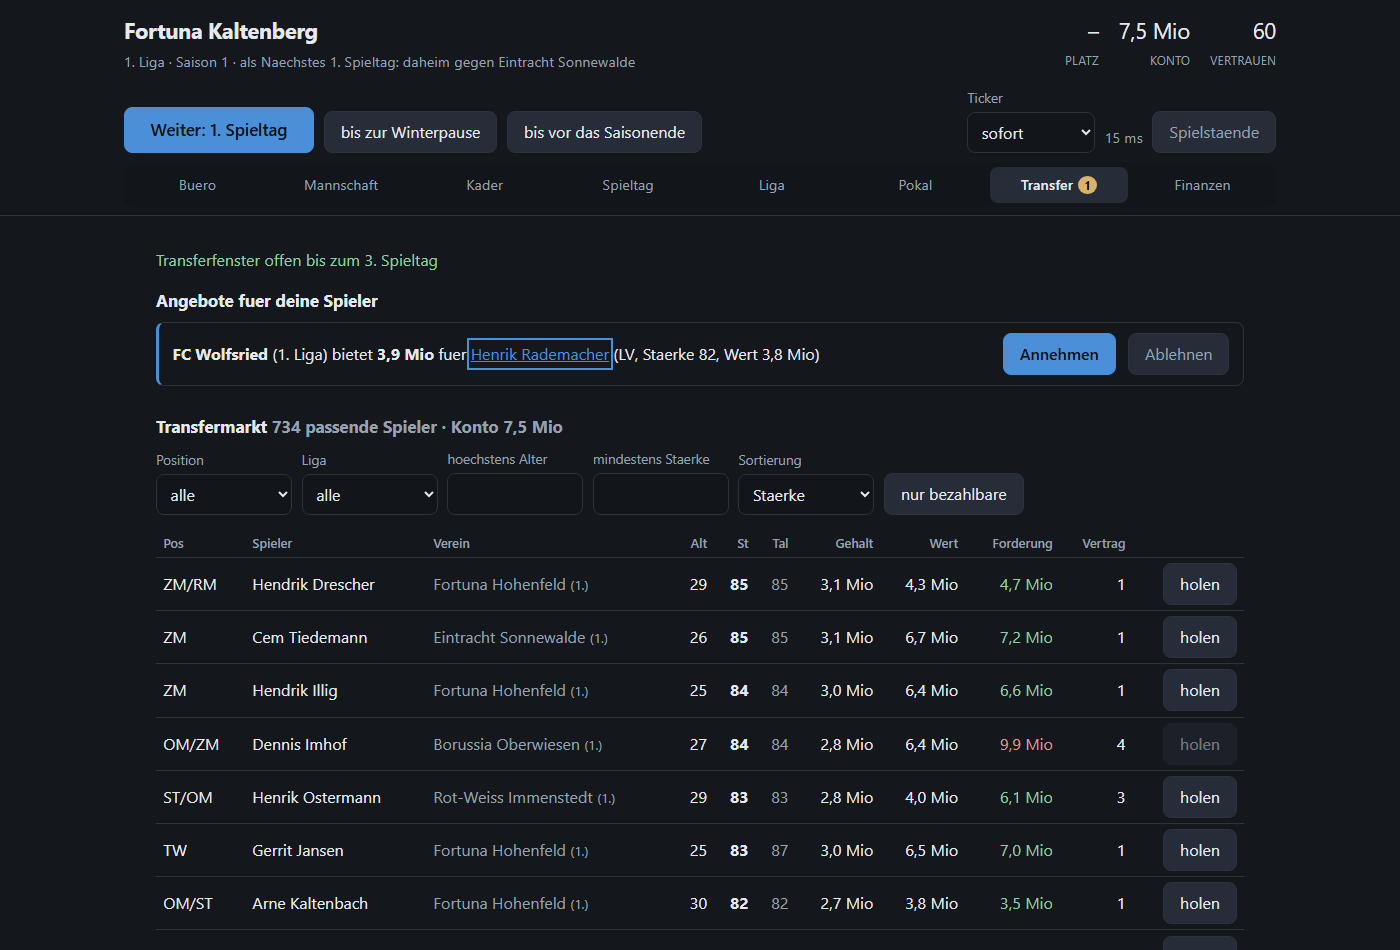 Fortuna Kaltenberg
1. Liga · Saison 1 · als Naechstes 1. Spieltag: daheim gegen Eintracht Sonnewalde
– 7,5 Mio 60
PLATZ KONTO VERTRAUEN
Weiter: 1. Spieltag bis zur Winterpause bis vor das Saisonende
Ticker
sofort 15 ms Spielstaende
Buero Mannschaft Kader Spieltag Liga Pokal Transfer 1 Finanzen
Transferfenster offen bis zum 3. Spieltag
Angebote fuer deine Spieler
FC Wolfsried (1. Liga) bietet 3,9 Mio fuer Henrik Rademacher (LV, Staerke 82, Wert 3,8 Mio) Annehmen Ablehnen
Transfermarkt 734 passende Spieler · Konto 7,5 Mio
Position Liga hoechstens Alter mindestens Staerke Sortierung
alle alle Staerke nur bezahlbare
Pos Spieler Verein Alt St Tal Gehalt Wert Forderung Vertrag
ZM/RM Hendrik Drescher Fortuna Hohenfeld (1.) 29 85 85 3,1 Mio 4,3 Mio 4,7 Mio 1 holen
ZM Cem Tiedemann Eintracht Sonnewalde (1.) 26 85 85 3,1 Mio 6,7 Mio 7,2 Mio 1 holen
ZM Hendrik Illig Fortuna Hohenfeld (1.) 25 84 84 3,0 Mio 6,4 Mio 6,6 Mio 1 holen
OM/ZM Dennis Imhof Borussia Oberwiesen (1.) 27 84 84 2,8 Mio 6,4 Mio 9,9 Mio 4 holen
ST/OM Henrik Ostermann Rot-Weiss Immenstedt (1.) 29 83 83 2,8 Mio 4,0 Mio 6,1 Mio 3 holen
TW Gerrit Jansen Fortuna Hohenfeld (1.) 25 83 87 3,0 Mio 6,5 Mio 7,0 Mio 1 holen
OM/ST Arne Kaltenbach Fortuna Hohenfeld (1.) 30 82 82 2,7 Mio 3,8 Mio 3,5 Mio 1 holen